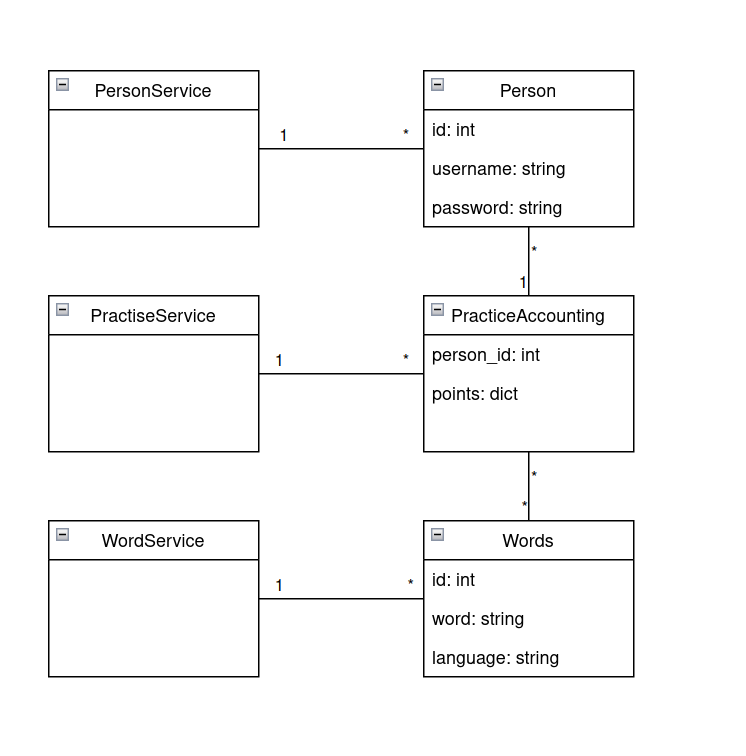 PersonService
Person
id: int
username: string
password: string
1
*
*
1
PractiseService
PracticeAccounting
person_id: int
points: dict
1
*
*
*
WordService
Words
id: int
word: string
language: string
1
*